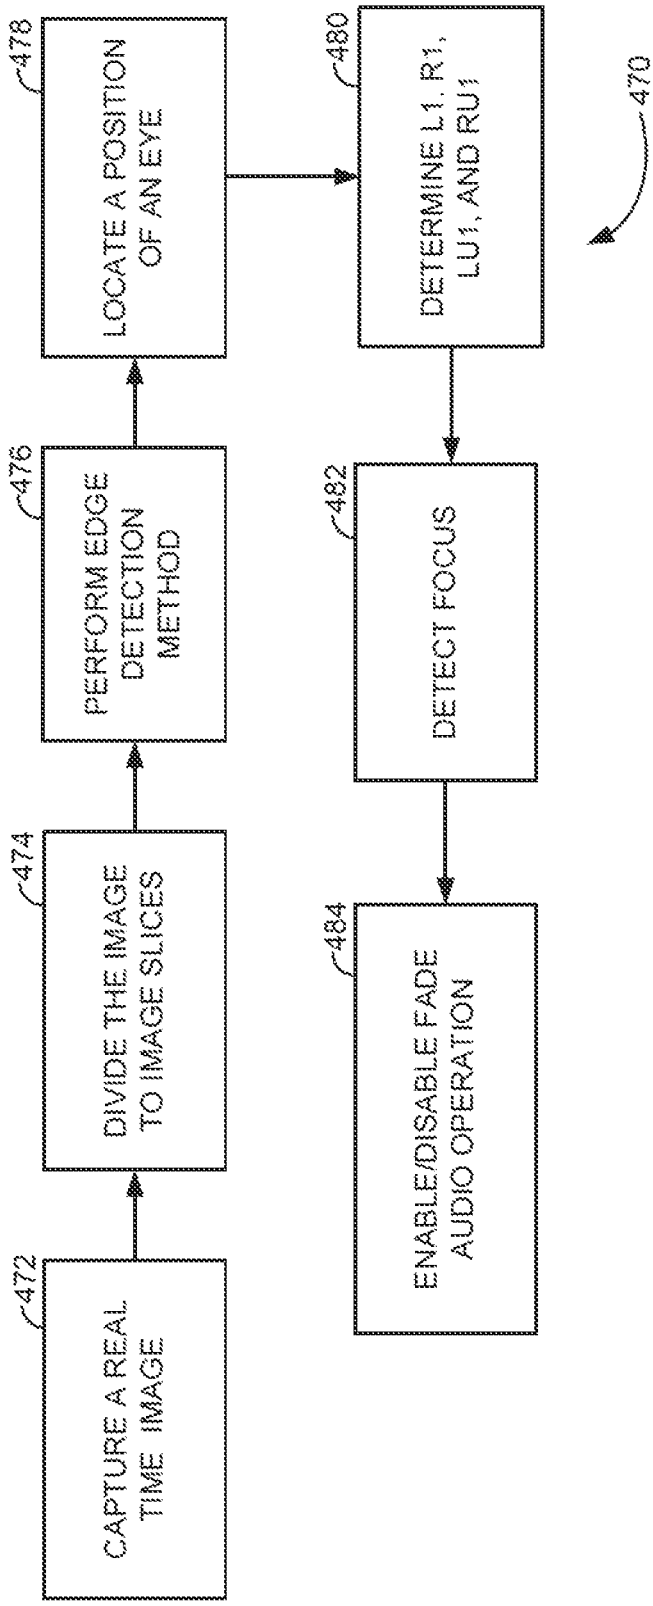 472
CAPTURE A REAL
TIME IMAGE
474
DIVIDE THE IMAGE
TO IMAGE SLICES
476
PERFORM EDGE
DETECTION
METHOD
478
LOCATE A POSITION
OF AN EYE
480
DETERMINE L1, R1,
LU1, AND RU1
482
DETECT FOCUS
484
ENABLE/DISABLE FADE
AUDIO OPERATION
470